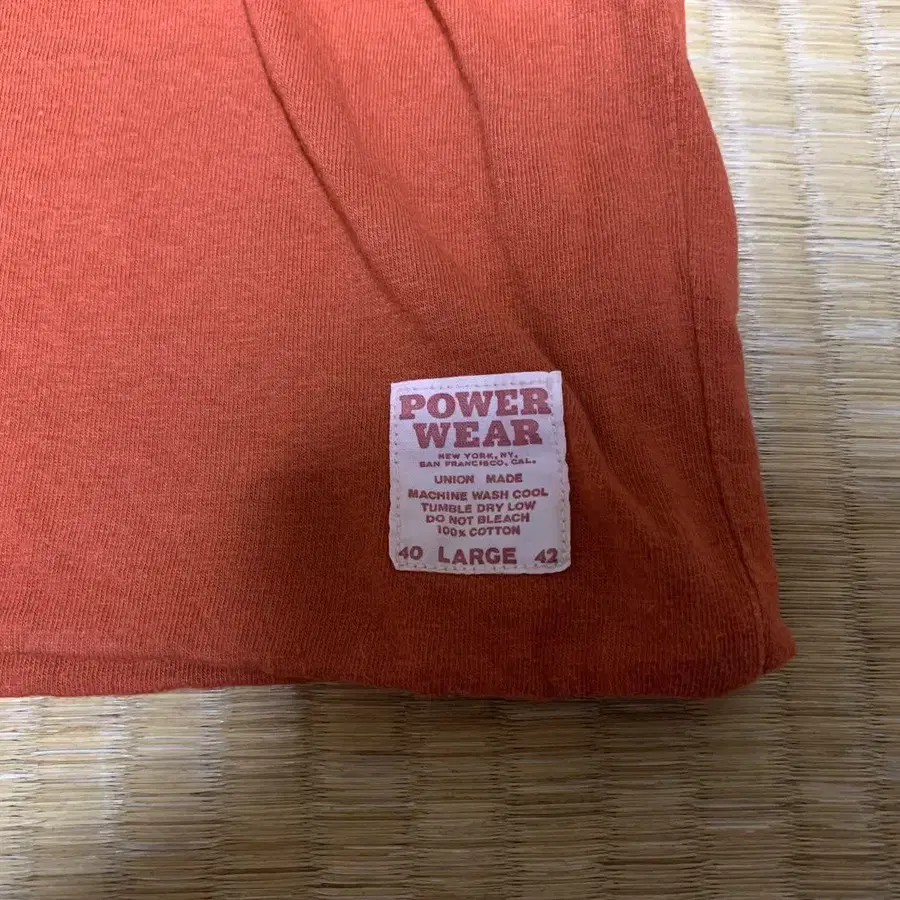 POWER
WEAR
NEW YORK, NY.
SAN FRANCISCO, CAL.
UNION MADE
MACHINE WASH COOL
TUMBLE DRY LOW
DO NOT BLEACH
100% COTTON
40 LARGE 42